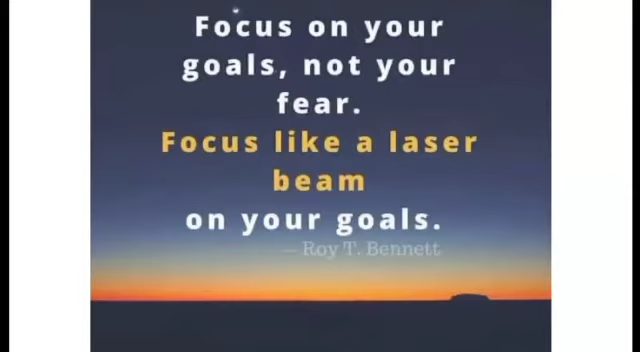 Focus on your
goals, not your
fear.
Focus like a laser
beam
on your goals.
— Roy T. Bennett